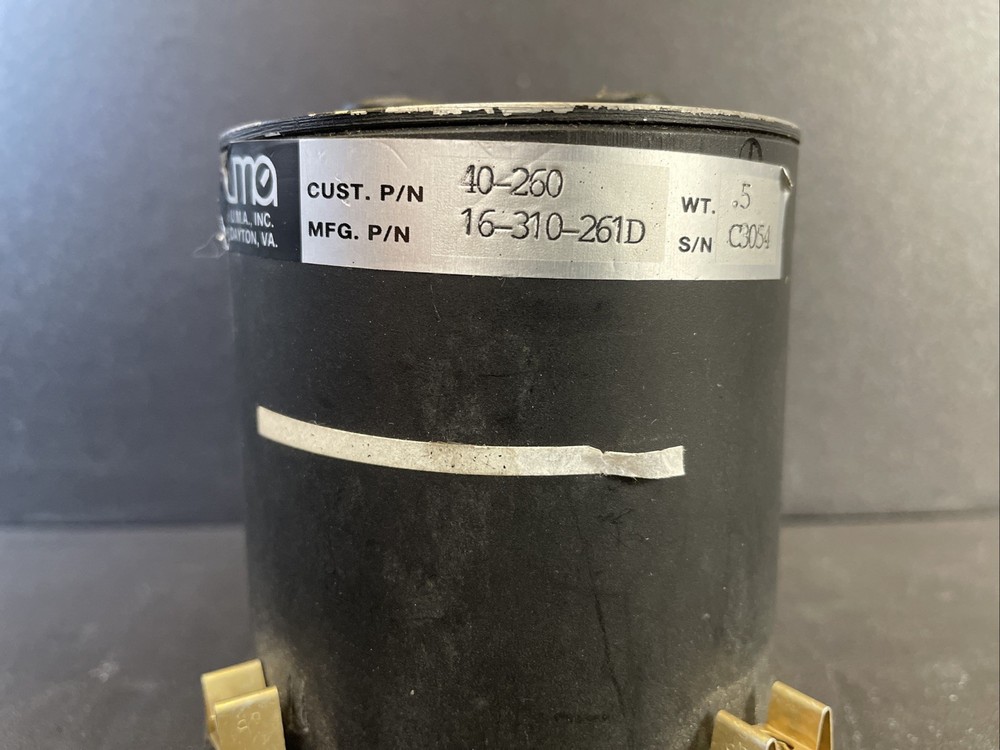 uma
U.M.A., INC.
DAYTON, VA.
CUST. P/N 40-260
MFG. P/N 16-310-261D
WT. .5
S/N C3054